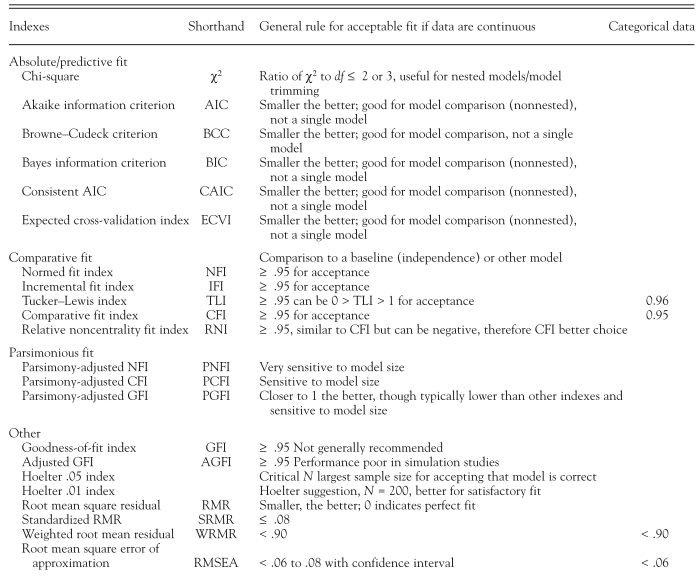 Indexes Shorthand General rule for acceptable fit if data are continuous Categorical data
Absolute/predictive fit
Chi-square χ² Ratio of χ² to df ≤ 2 or 3, useful for nested models/model
trimming
Akaike information criterion AIC Smaller the better; good for model comparison (nonnested),
not a single model
Browne–Cudeck criterion BCC Smaller the better; good for model comparison, not a single
model
Bayes information criterion BIC Smaller the better; good for model comparison (nonnested),
not a single model
Consistent AIC CAIC Smaller the better; good for model comparison (nonnested),
not a single model
Expected cross-validation index ECVI Smaller the better; good for model comparison (nonnested),
not a single model
Comparative fit Comparison to a baseline (independence) or other model
Normed fit index NFI ≥ .95 for acceptance
Incremental fit index IFI ≥ .95 for acceptance
Tucker–Lewis index TLI ≥ .95 can be 0 > TLI > 1 for acceptance 0.96
Comparative fit index CFI ≥ .95 for acceptance 0.95
Relative noncentrality fit index RNI ≥ .95, similar to CFI but can be negative, therefore CFI better choice
Parsimonious fit
Parsimony-adjusted NFI PNFI Very sensitive to model size
Parsimony-adjusted CFI PCFI Sensitive to model size
Parsimony-adjusted GFI PGFI Closer to 1 the better, though typically lower than other indexes and
sensitive to model size
Other
Goodness-of-fit index GFI ≥ .95 Not generally recommended
Adjusted GFI AGFI ≥ .95 Performance poor in simulation studies
Hoelter .05 index Critical N largest sample size for accepting that model is correct
Hoelter .01 index Hoelter suggestion, N = 200, better for satisfactory fit
Root mean square residual RMR Smaller, the better; 0 indicates perfect fit
Standardized RMR SRMR ≤ .08
Weighted root mean residual WRMR < .90 < .90
Root mean square error of
approximation RMSEA < .06 to .08 with confidence interval < .06